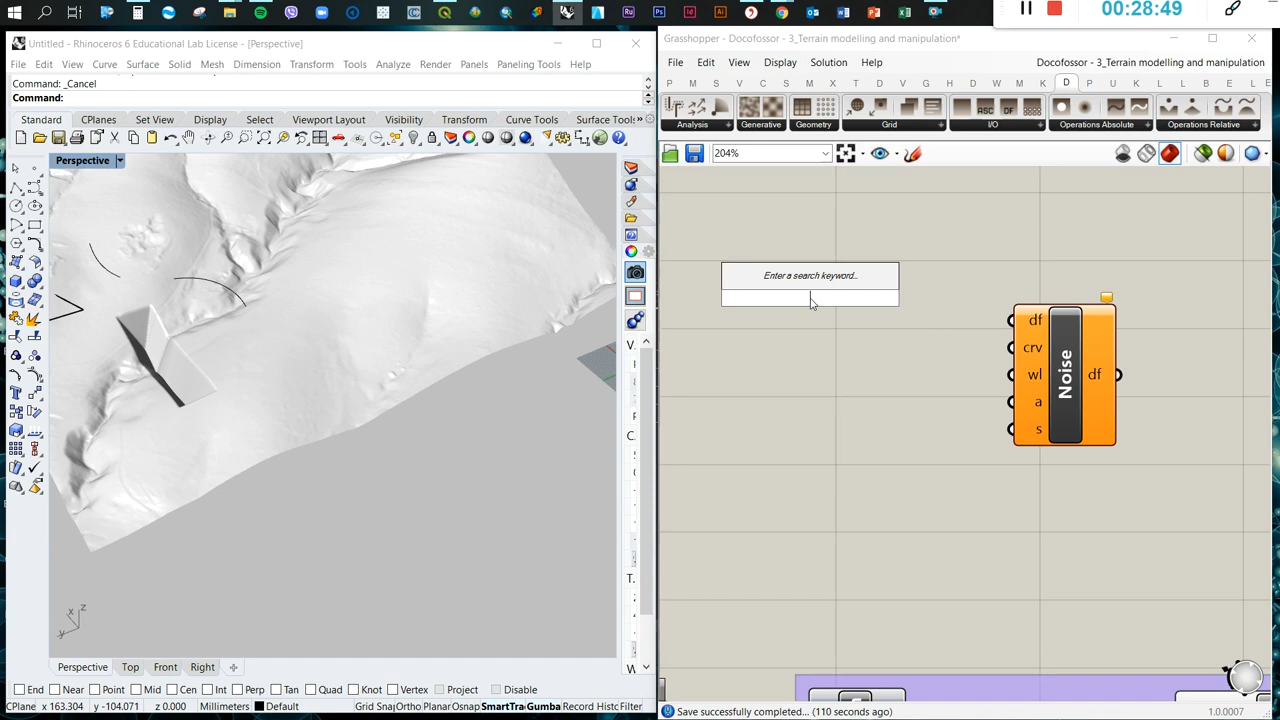 00:28:49
Untitled - Rhinoceros 6 Educational Lab License - [Perspective]
File Edit View Curve Surface Solid Mesh Dimension Transform Tools Analyze Render Panels Paneling Tools Help
Command: _Cancel
Command:
Standard CPlanes Set View Display Select Viewport Layout Visibility Transform Curve Tools Surface Tools
Perspective
z
x
y
Perspective Top Front Right
End Near Point Mid Cen Int Perp Tan Quad Knot Vertex Project Disable
CPlane x 163.304 y -104.071 z 0.000 Millimeters Default Grid Snap Ortho Planar Osnap SmartTra Gumba Record Histc Filter
Grasshopper - Docofossor - 3_Terrain modelling and manipulation*
File Edit View Display Solution Help Docofossor - 3_Terrain modelling and manipulation*
P M S V C S M X T D A N W P V U M K D P U L B E L E
Analysis Generative Geometry Grid I/O Operations Absolute Operations Relative
ASC DF
204%
Enter a search keyword...
df
crv
wl
a
s
Noise
df
Save successfully completed... (110 seconds ago)
1.0.0007